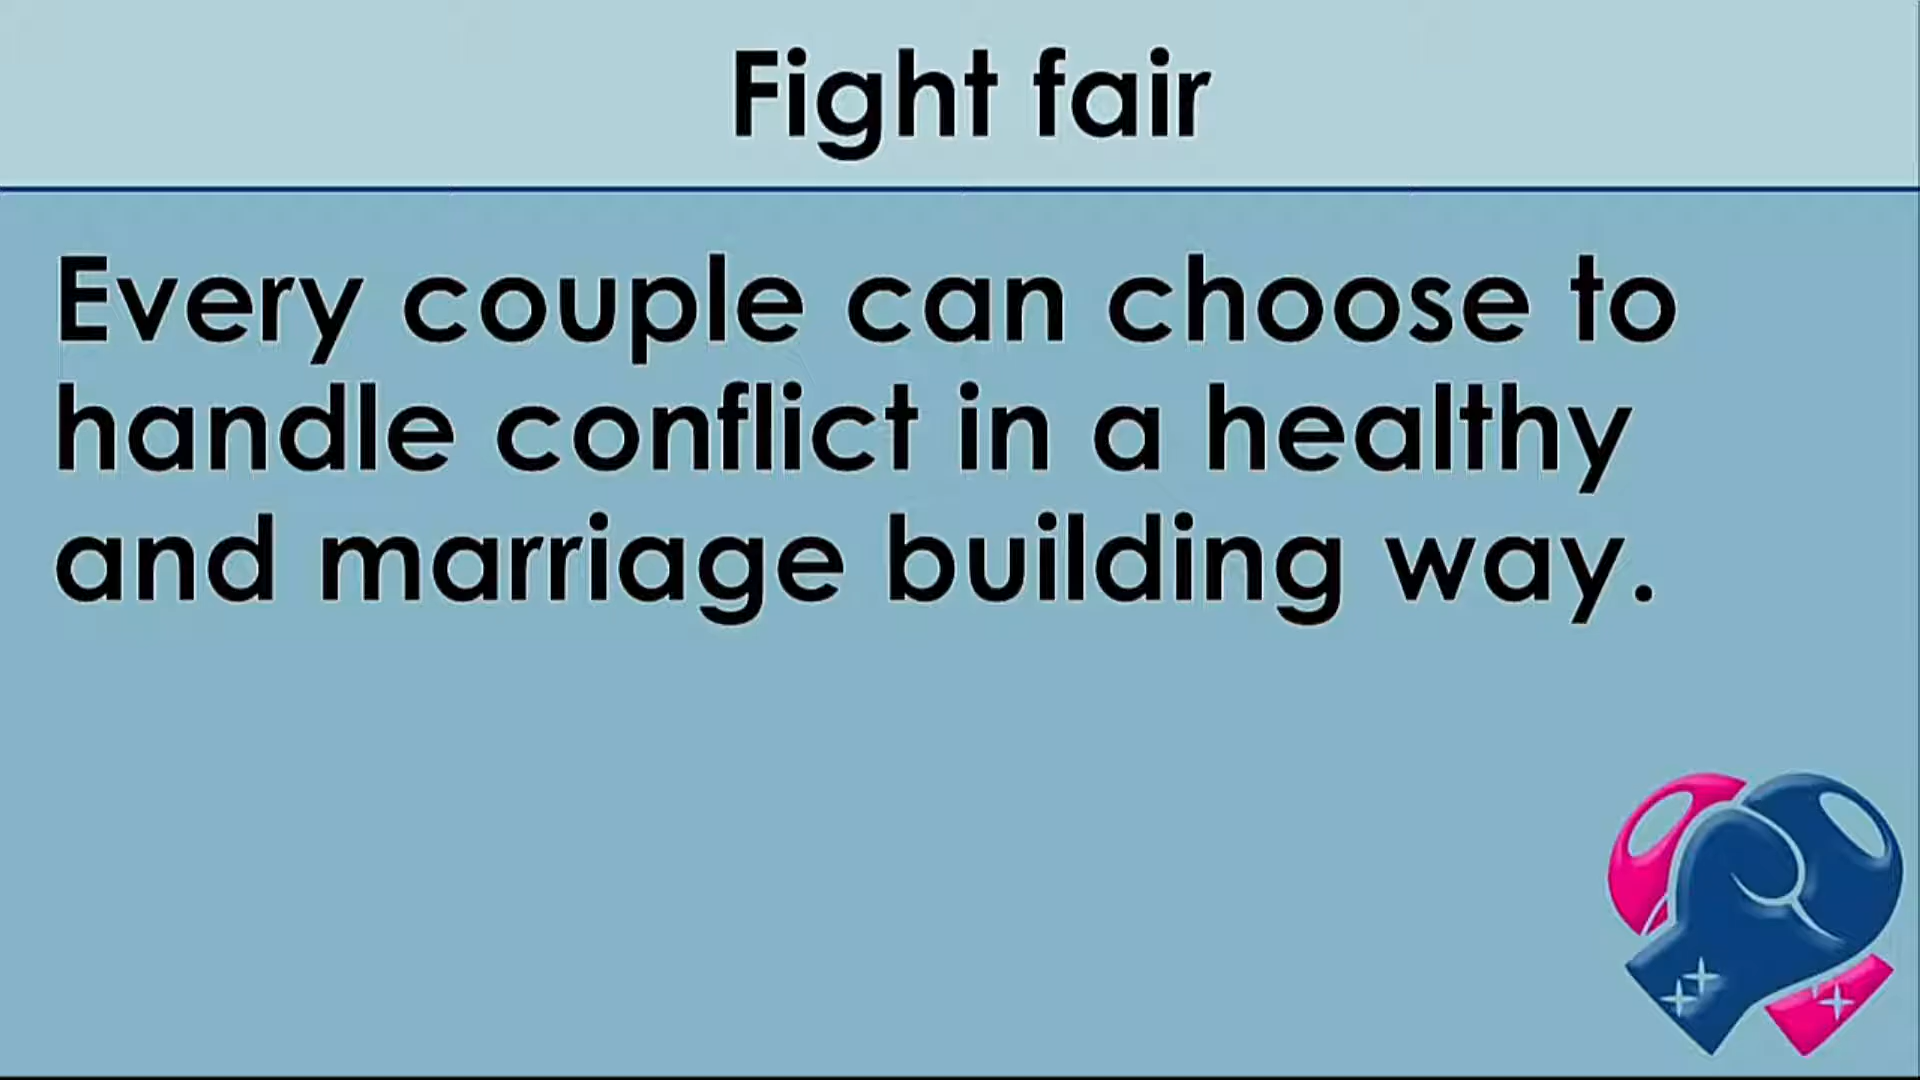 Fight fair
Every couple can choose to
handle conflict in a healthy
and marriage building way.